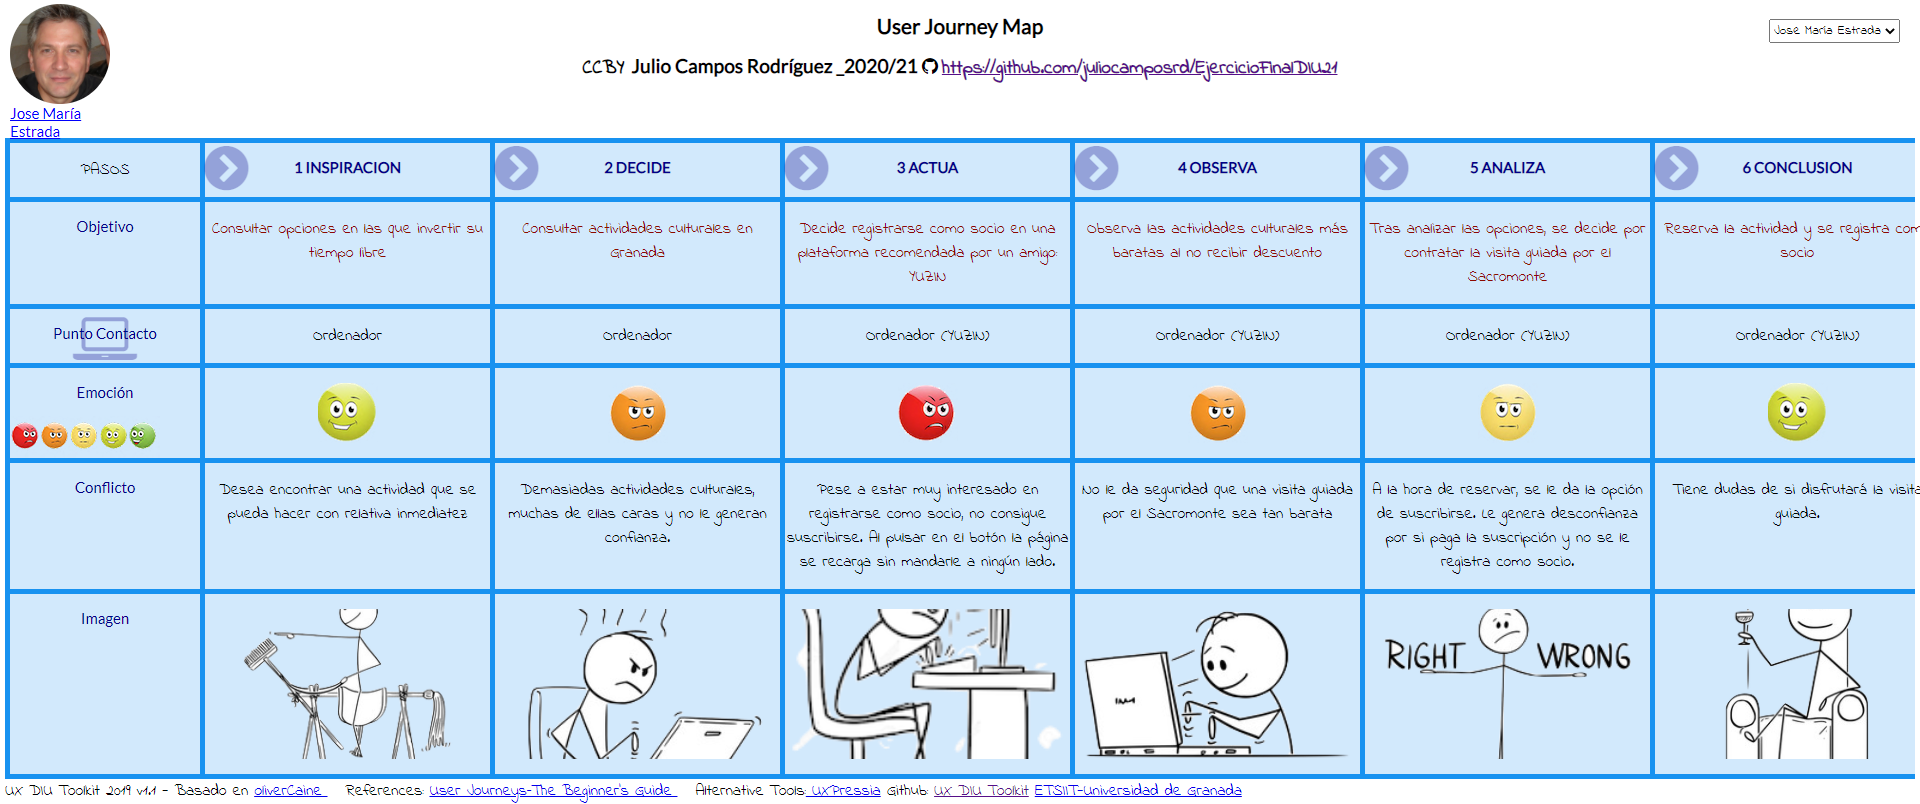 User Journey Map
Jose María Estrada
CCBY Julio Campos Rodríguez _2020/21 https://github.com/juliocamposrd/EjercicioFinalDIU21
Jose María
Estrada
PASOS
1 INSPIRACION
2 DECIDE
3 ACTUA
4 OBSERVA
5 ANALIZA
6 CONCLUSION
Objetivo
Consultar opciones en las que invertir su
tiempo libre
Consultar actividades culturales en
Granada
Decide registrarse como socio en una
plataforma recomendada por un amigo:
YUZIN
Observa las actividades culturales más
baratas al no recibir descuento
Tras analizar las opciones, se decide por
contratar la visita guiada por el
Sacromonte
Reserva la actividad y se registra com
socio
Punto Contacto
Ordenador
Ordenador
Ordenador (YUZIN)
Ordenador (YUZIN)
Ordenador (YUZIN)
Ordenador (YUZIN)
Emoción
Conflicto
Desea encontrar una actividad que se
pueda hacer con relativa inmediatez
Demasiadas actividades culturales,
muchas de ellas caras y no le generan
confianza.
Pese a estar muy interesado en
registrarse como socio, no consigue
suscribirse. Al pulsar en el botón la página
se recarga sin mandarle a ningún lado.
No le da seguridad que una visita guiada
por el Sacromonte sea tan barata
A la hora de reservar, se le da la opción
de suscribirse. Le genera desconfianza
por si paga la suscripción y no se le
registra como socio.
Tiene dudas de si disfrutará la visita
guiada.
Imagen
RIGHT WRONG
UX DIU Toolkit 2019 v1.1 - Basado en oliverCaine References: User Journeys-The Beginner's Guide Alternative Tools: UXPressia Github: UX DIU Toolkit ETSIIT-Universidad de Granada